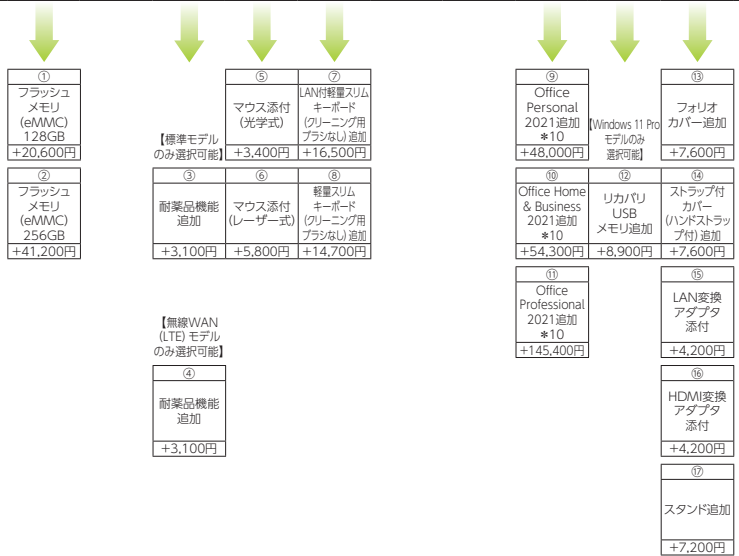 ①
フラッシュ
メモリ
(eMMC)
128GB
+20,600円
②
フラッシュ
メモリ
(eMMC)
256GB
+41,200円
【標準モデル
のみ選択可能】
③
耐薬品機能
追加
+3,100円
【無線WAN
(LTE) モデル
のみ選択可能】
④
耐薬品機能
追加
+3,100円
⑤
マウス添付
(光学式)
+3,400円
⑥
マウス添付
(レーザー式)
+5,800円
⑦
LAN付軽量スリム
キーボード
(クリーニング用
ブラシなし) 追加
+16,500円
⑧
軽量スリム
キーボード
(クリーニング用
ブラシなし) 追加
+14,700円
⑨
Office
Personal
2021追加
*10
+48,000円
⑩
Office Home
& Business
2021追加
*10
+54,300円
⑪
Office
Professional
2021追加
*10
+145,400円
【Windows 11 Pro
モデルのみ
選択可能】
⑫
リカバリ
USB
メモリ追加
+8,900円
⑬
フォリオ
カバー追加
+7,600円
⑭
ストラップ付
カバー
(ハンドストラッ
プ付) 追加
+7,600円
⑮
LAN変換
アダプタ
添付
+4,200円
⑯
HDMI変換
アダプタ
添付
+4,200円
⑰
スタンド追加
+7,200円